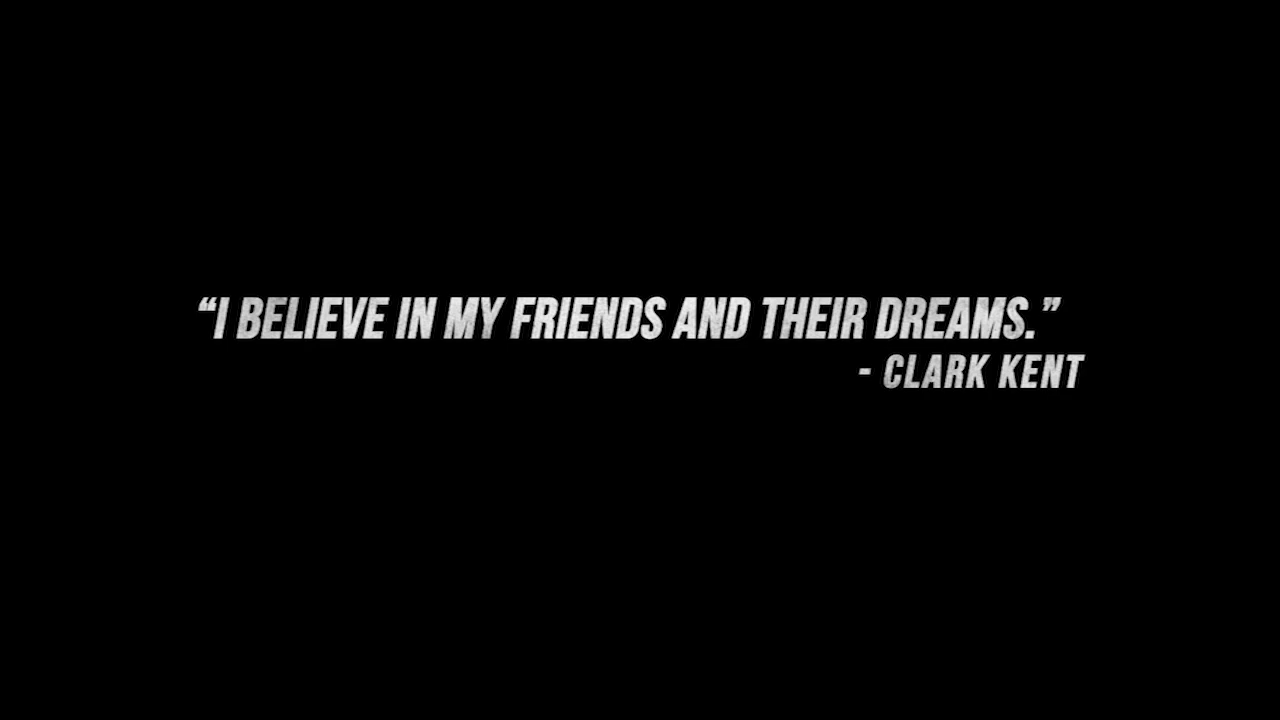 “I BELIEVE IN MY FRIENDS AND THEIR DREAMS.”
- CLARK KENT